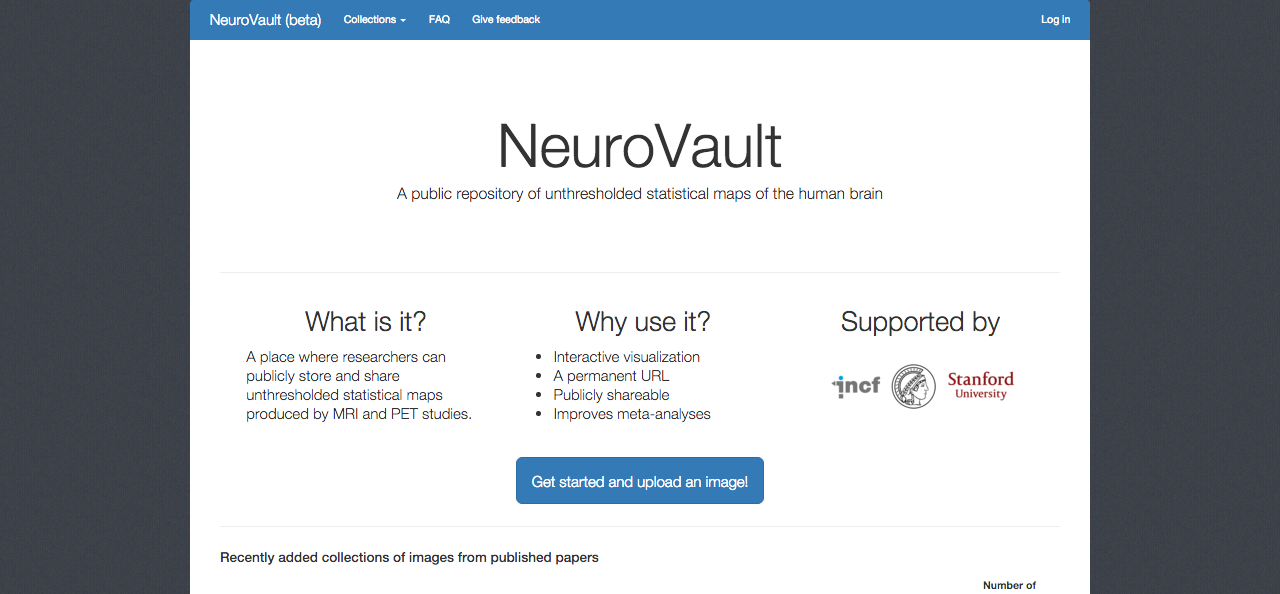 NeuroVault (beta) Collections FAQ Give feedback Log in
NeuroVault
A public repository of unthresholded statistical maps of the human brain
What is it?
A place where researchers can
publicly store and share
unthresholded statistical maps
produced by MRI and PET studies.
Why use it?
Interactive visualization
A permanent URL
Publicly shareable
Improves meta-analyses
Supported by
incf
Stanford
University
Get started and upload an image!
Recently added collections of images from published papers
Number of